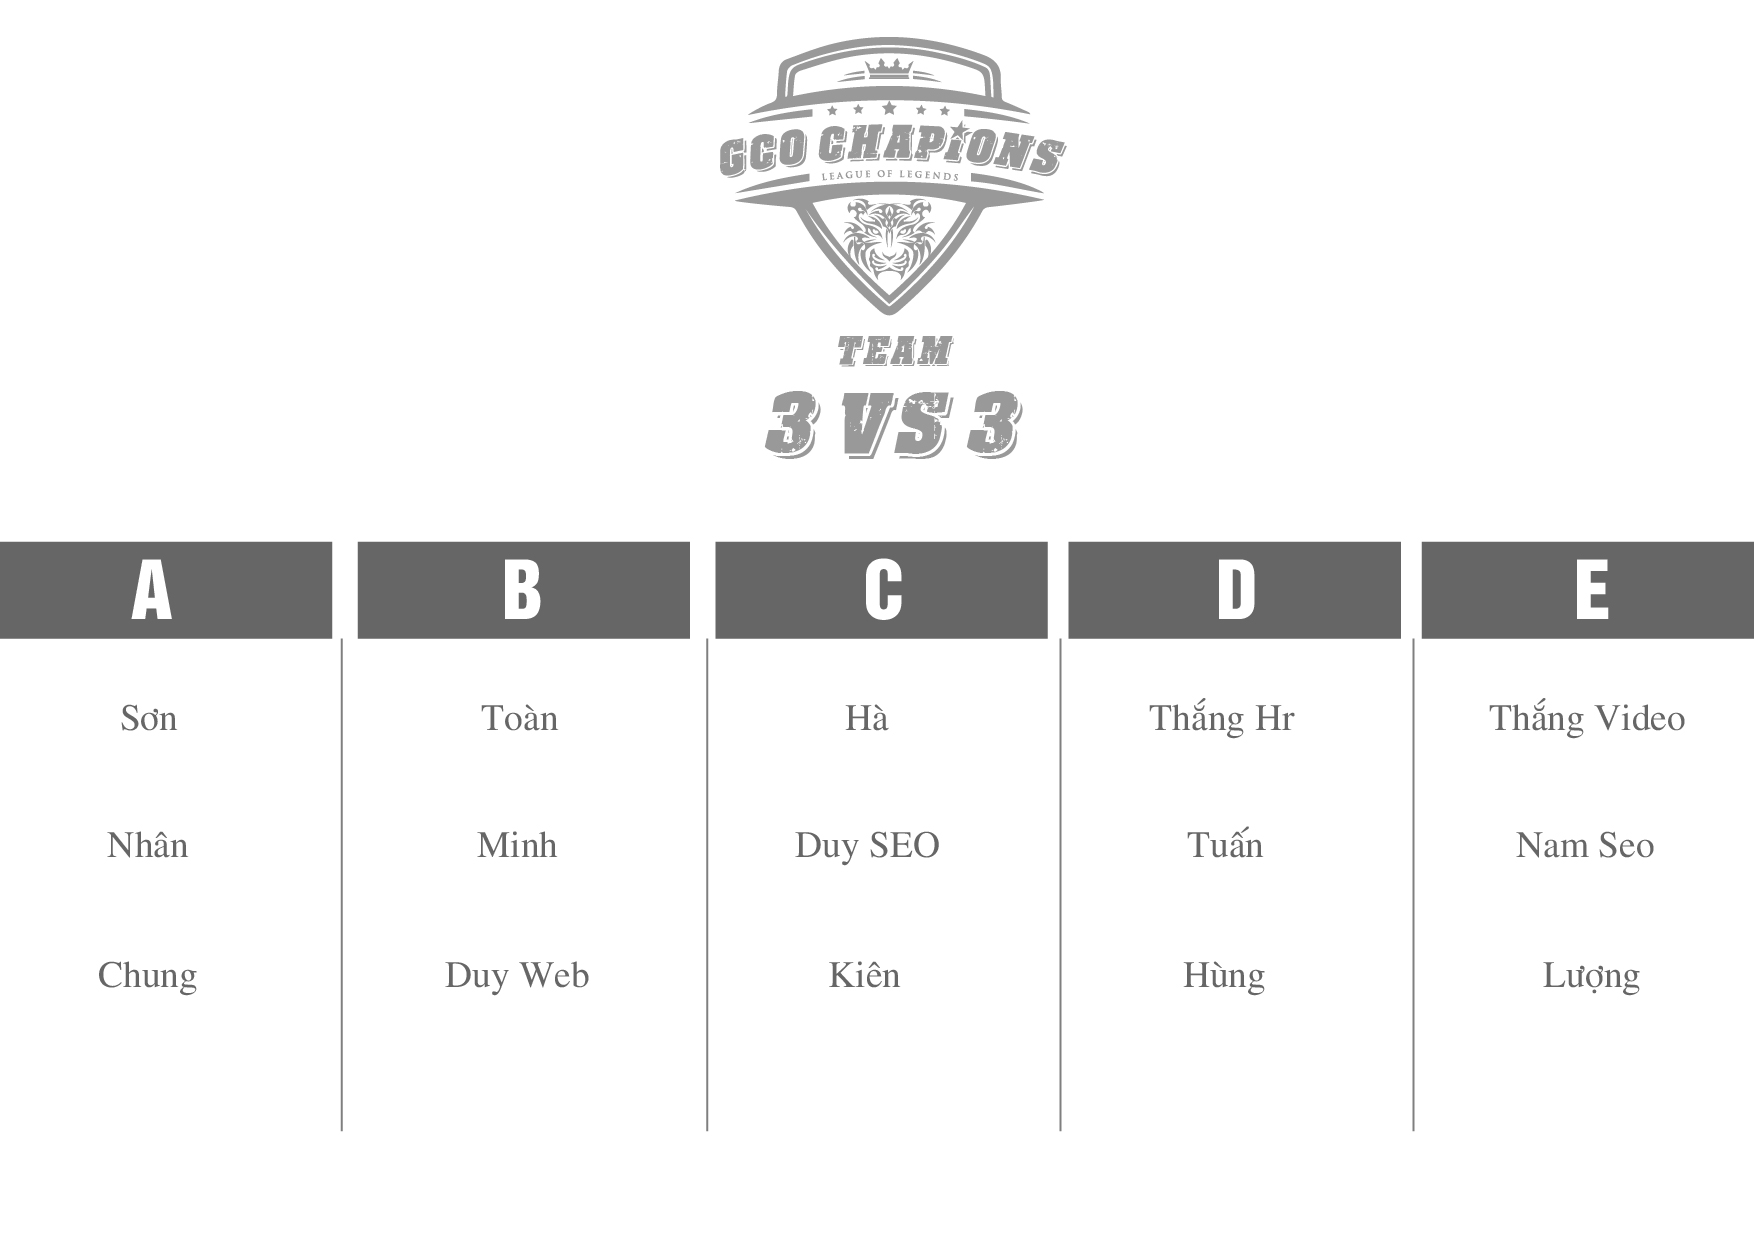 GCO CHAPIONS
LEAGUE OF LEGENDS
TEAM
3 VS 3
A B C D E
Sơn Toàn Hà Thắng Hr Thắng Video
Nhân Minh Duy SEO Tuấn Nam Seo
Chung Duy Web Kiên Hùng Lượng